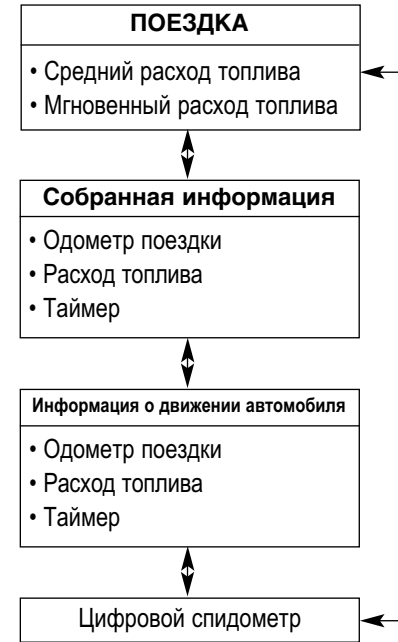 ПОЕЗДКА
• Средний расход топлива
• Мгновенный расход топлива
Собранная информация
• Одометр поездки
• Расход топлива
• Таймер
Информация о движении автомобиля
• Одометр поездки
• Расход топлива
• Таймер
Цифровой спидометр